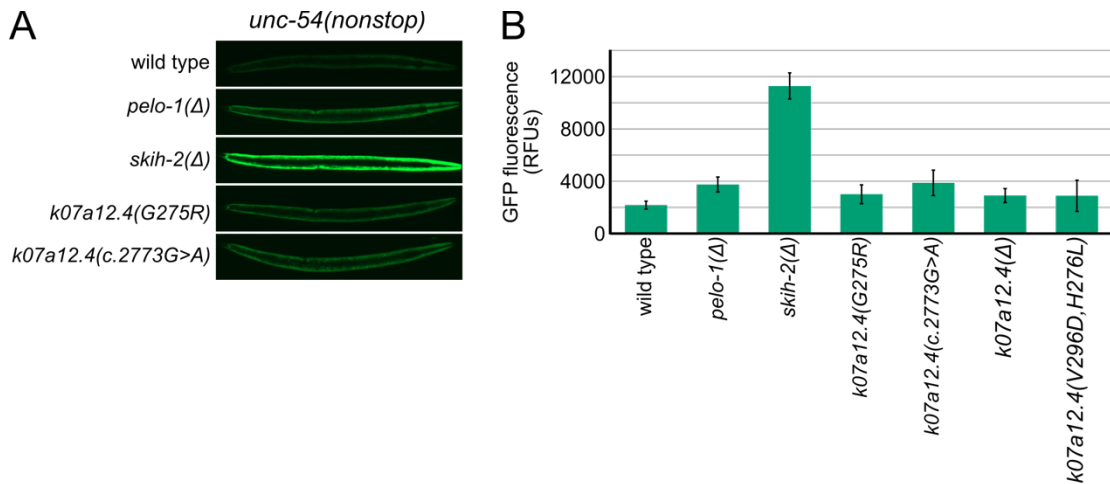 A
unc-54(nonstop)
wild type
pelo-1(Δ)
skih-2(Δ)
k07a12.4(G275R)
k07a12.4(c.2773G>A)
B
GFP fluorescence
(RFUs)
12000
8000
4000
0
wild type
pelo-1(Δ)
skih-2(Δ)
k07a12.4(G275R)
k07a12.4(c.2773G>A)
k07a12.4(Δ)
k07a12.4(V296D,H276L)